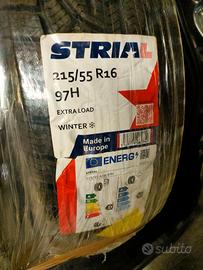 STRIAL
215/55 R16
97H
EXTRA LOAD
WINTER
Made in
Europe
ENERG
subito